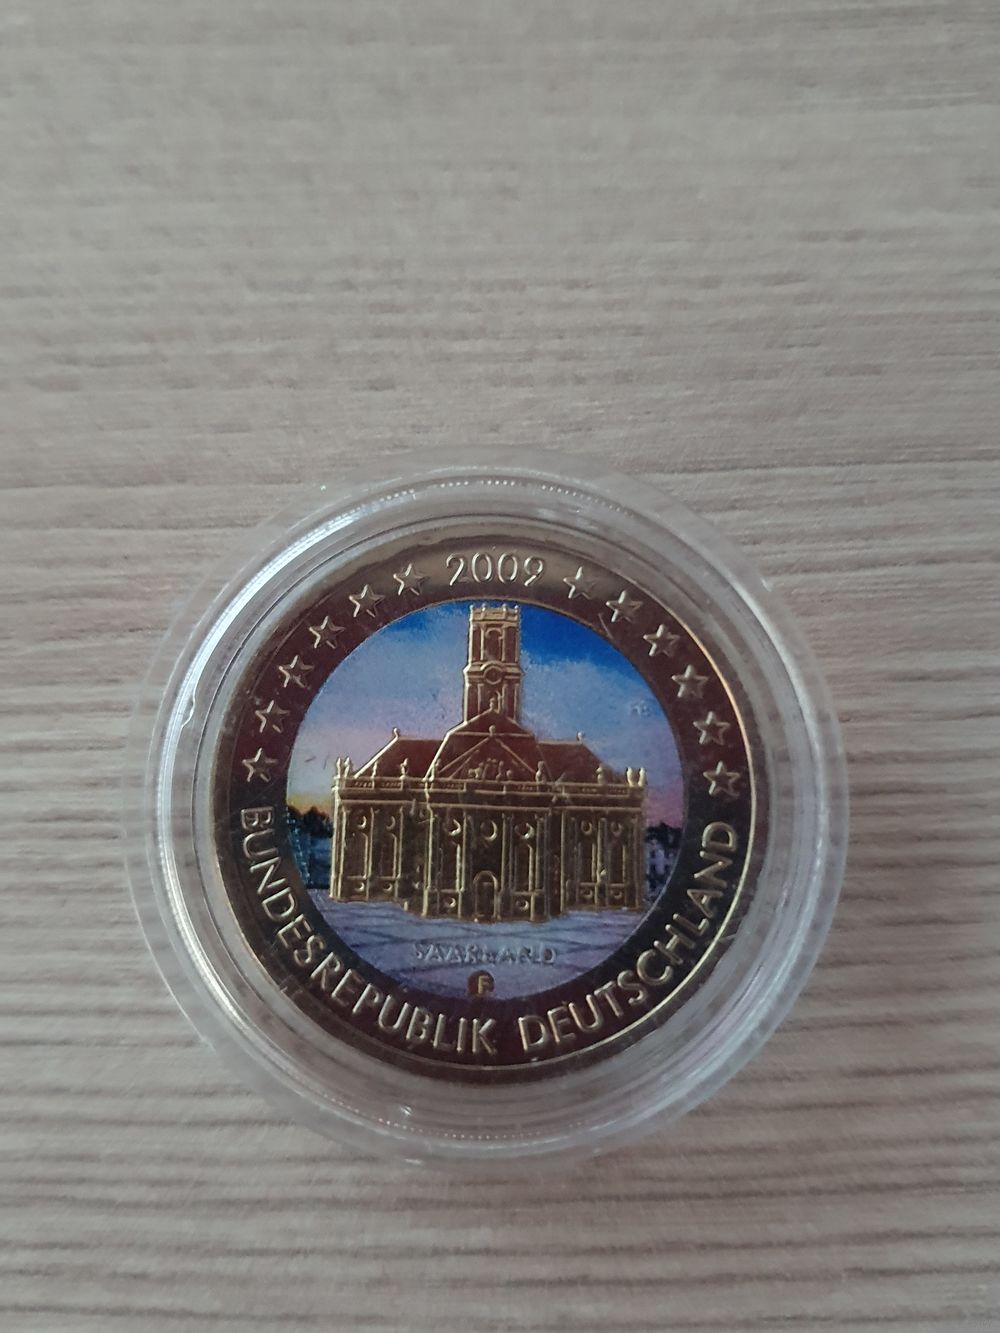 2009
BUNDESREPUBLIK DEUTSCHLAND
SAARLAND
F